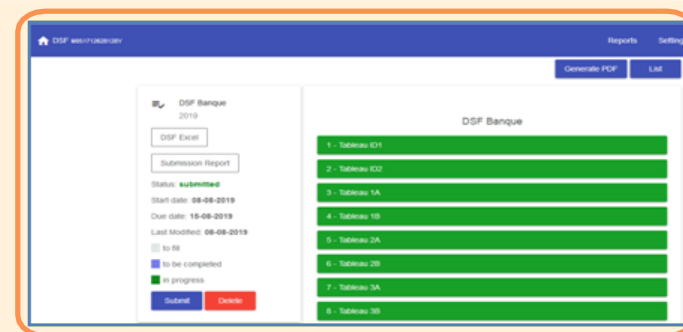 DSF
Reports Setting
Generate PDF List
DSF Banque
2019
DSF Excel
Submission Report
Status: submitted
Start date: 08-08-2019
Due date: 15-08-2019
Last Modified: 08-08-2019
to fill
to be completed
in progress
Submit Delete
DSF Banque
1 - Tableau ID1
2 - Tableau ID2
3 - Tableau 1A
4 - Tableau 1B
5 - Tableau 2A
6 - Tableau 2B
7 - Tableau 3A
8 - Tableau 3B